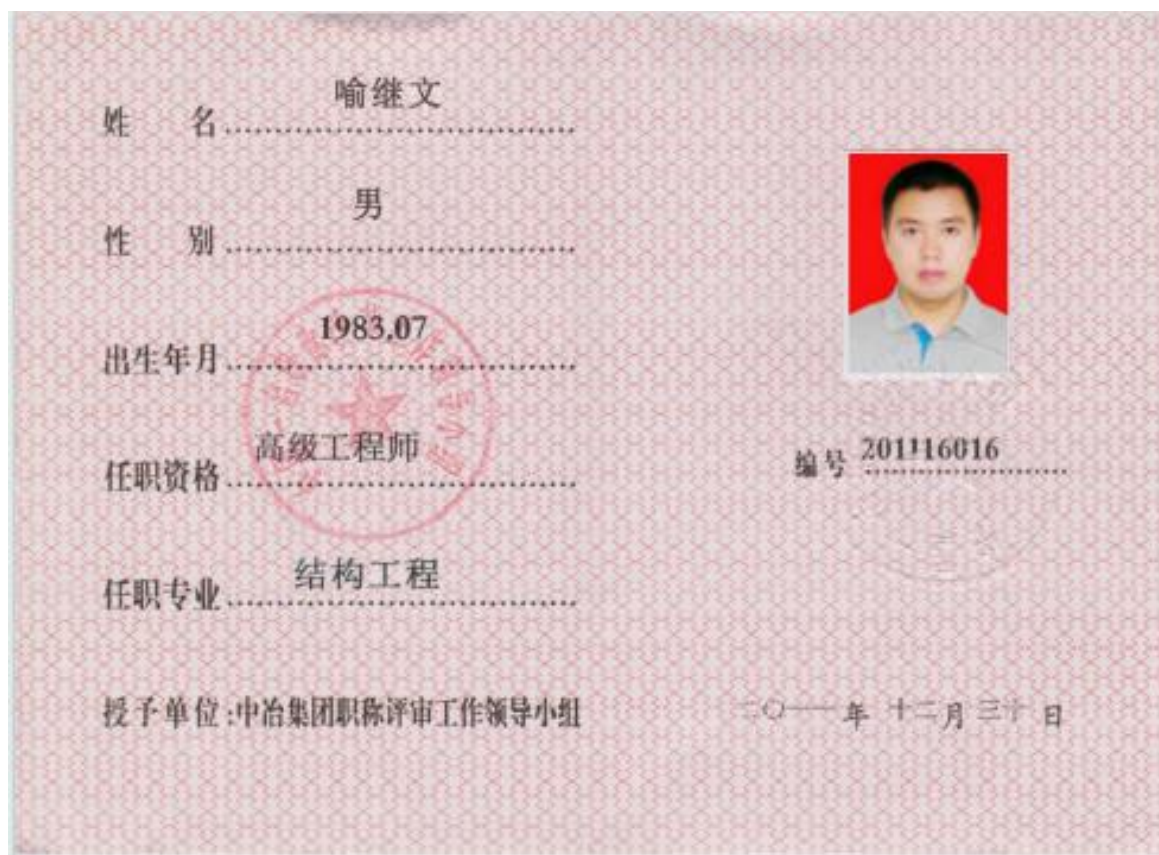 姓 名 喻继文
性 别 男
出生年月 1983.07
任职资格 高级工程师
编号 201116016
任职专业 结构工程
授予单位:中冶集团职称评审工作领导小组
二〇一一年 十二月 三十 日